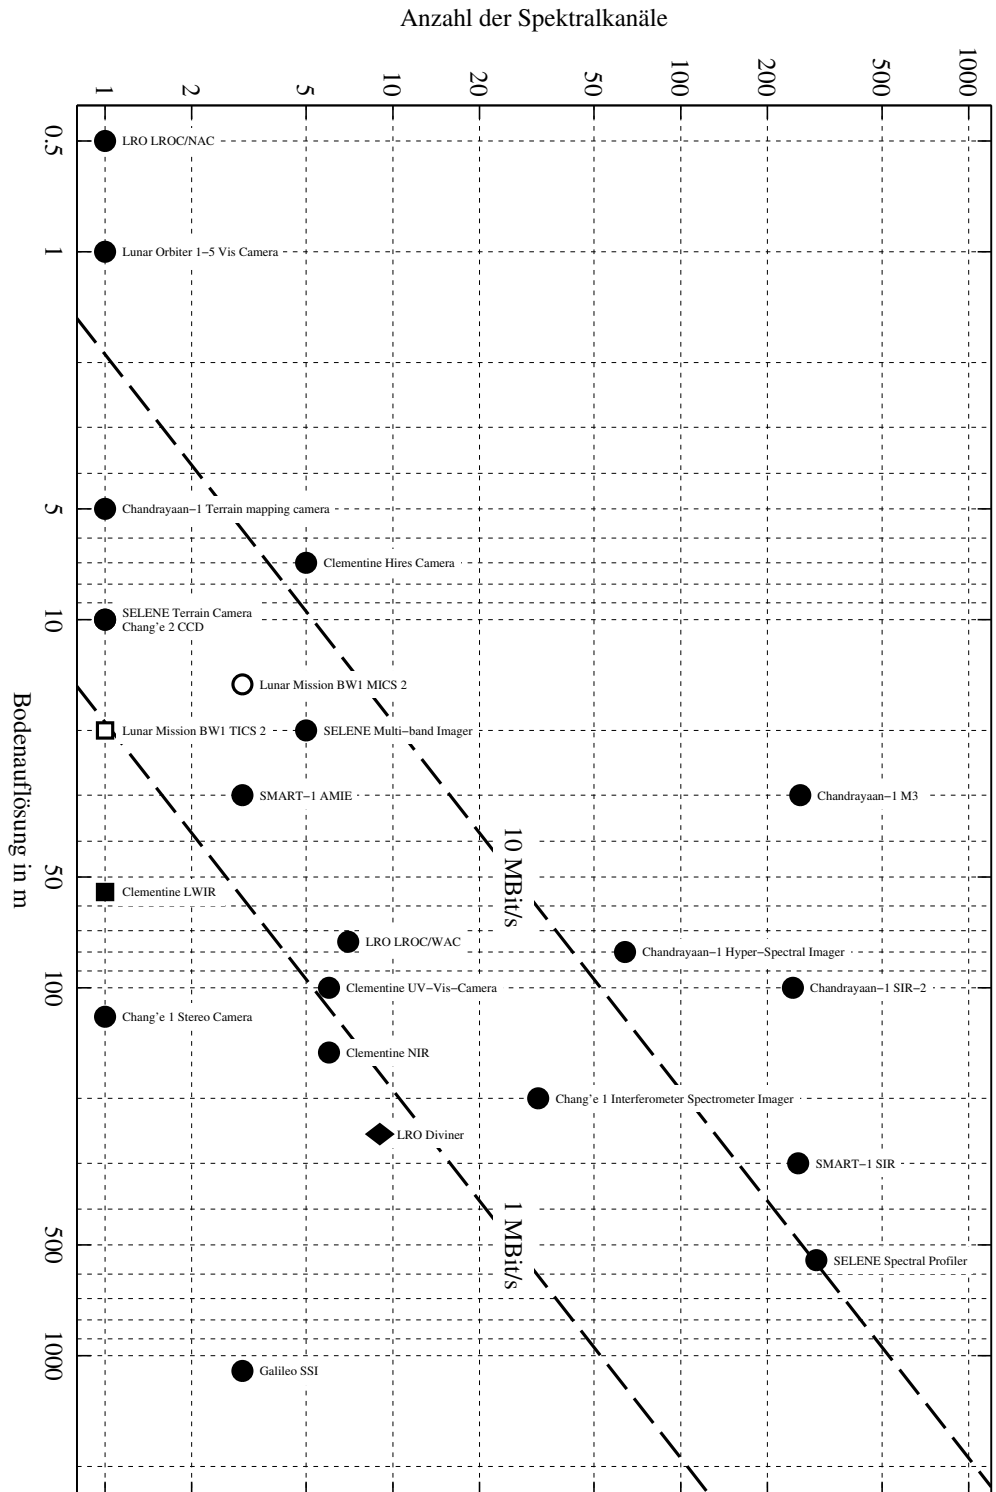 Anzahl der Spektralkanäle
1
2
5
10
20
50
100
200
500
1000
0.5
LRO LROC/NAC
1
Lunar Orbiter 1−5 Vis Camera
5
Chandrayaan−1 Terrain mapping camera
Clementine Hires Camera
10
SELENE Terrain Camera
Chang'e 2 CCD
Lunar Mission BW1 MICS 2
Lunar Mission BW1 TICS 2
SELENE Multi−band Imager
SMART−1 AMIE
Chandrayaan−1 M3
10 MBit/s
50
Clementine LWIR
LRO LROC/WAC
Chandrayaan−1 Hyper−Spectral Imager
100
Clementine UV−Vis−Camera
Chandrayaan−1 SIR−2
Chang'e 1 Stereo Camera
Clementine NIR
Chang'e 1 Interferometer Spectrometer Imager
LRO Diviner
SMART−1 SIR
1 MBit/s
500
SELENE Spectral Profiler
1000
Galileo SSI
Bodenauflösung in m